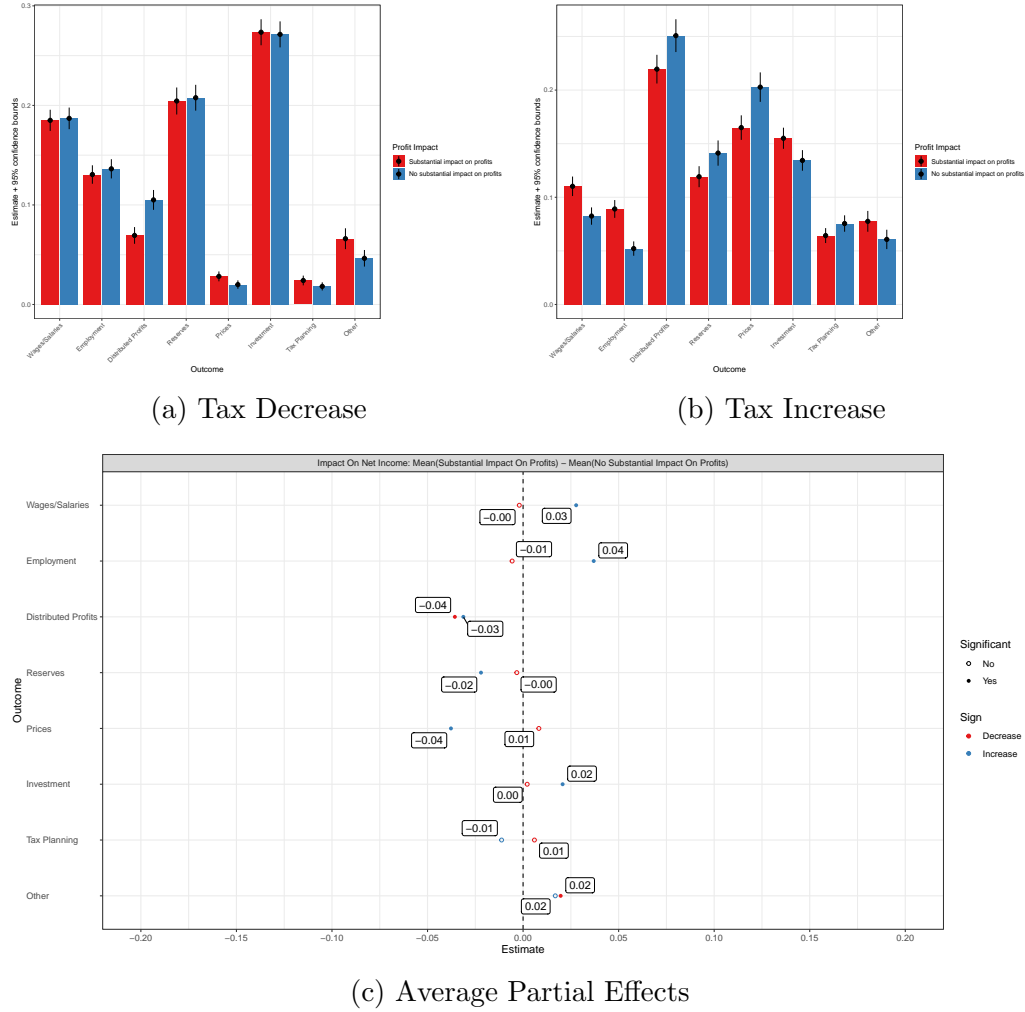 0.3
0.2
0.1
0.0
Estimate + 95% confidence bounds
Wages/Salaries
Employment
Distributed Profits
Reserves
Prices
Investment
Tax Planning
Other
Outcome
Profit Impact
Substantial impact on profits
No substantial impact on profits
(a) Tax Decrease
0.2
0.1
0.0
Estimate + 95% confidence bounds
Wages/Salaries
Employment
Distributed Profits
Reserves
Prices
Investment
Tax Planning
Other
Outcome
Profit Impact
Substantial impact on profits
No substantial impact on profits
(b) Tax Increase
Impact On Net Income: Mean(Substantial Impact On Profits) − Mean(No Substantial Impact On Profits)
Outcome
Wages/Salaries
−0.00
0.03
Employment
−0.01
0.04
Distributed Profits
−0.04
−0.03
Reserves
−0.02
−0.00
Prices
−0.04
0.01
Investment
0.02
0.00
Tax Planning
−0.01
0.01
Other
0.02
0.02
−0.20
−0.15
−0.10
−0.05
0.00
0.05
0.10
0.15
0.20
Estimate
Significant
No
Yes
Sign
Decrease
Increase
(c) Average Partial Effects